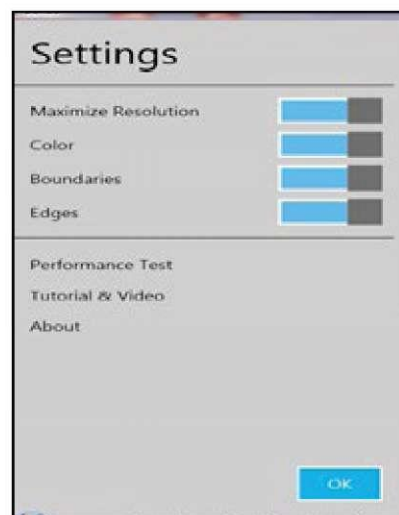 Settings
Maximize Resolution
Color
Boundaries
Edges
Performance Test
Tutorial & Video
About
OK